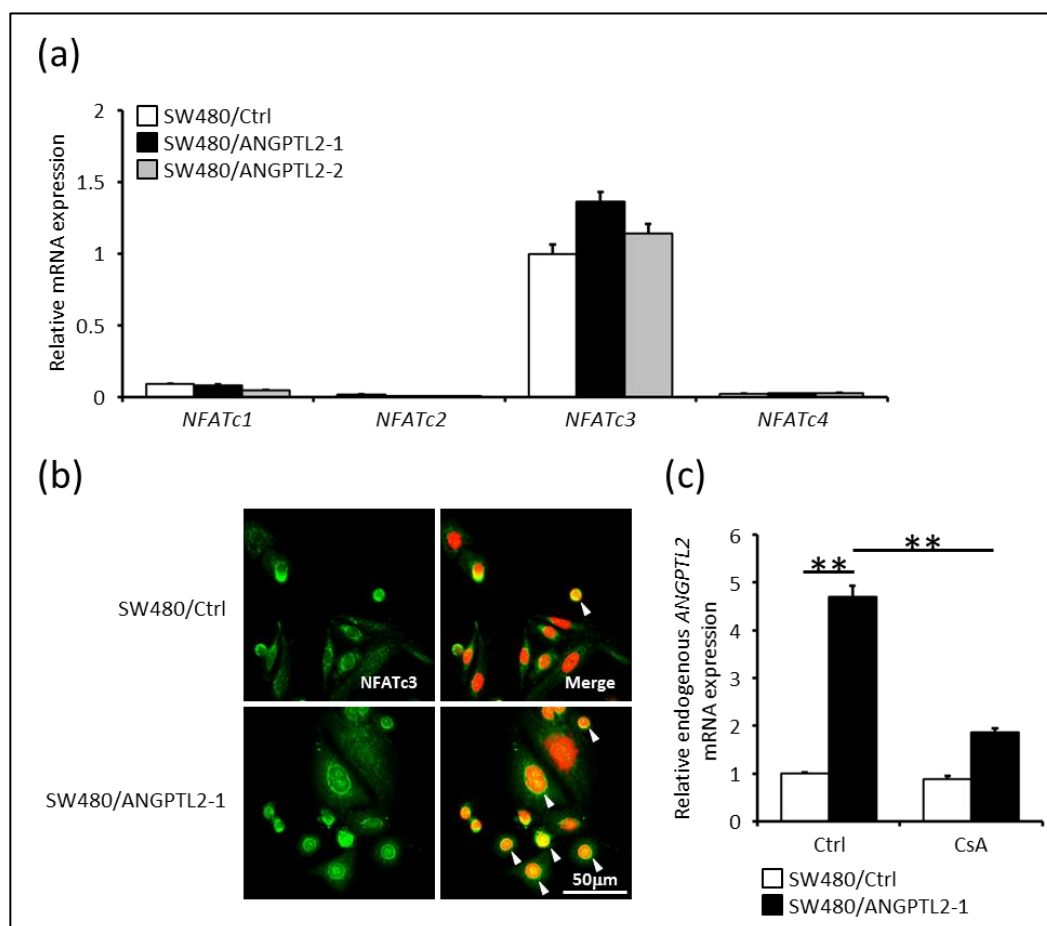 (a)
2
1.5
1
0.5
0
Relative mRNA expression
SW480/Ctrl
SW480/ANGPTL2-1
SW480/ANGPTL2-2
NFATc1 NFATc2 NFATc3 NFATc4
(b)
SW480/Ctrl
NFATc3 Merge
SW480/ANGPTL2-1
50μm
(c)
6
5
4
3
2
1
0
Relative endogenous ANGPTL2
mRNA expression
** **
Ctrl CsA
SW480/Ctrl
SW480/ANGPTL2-1